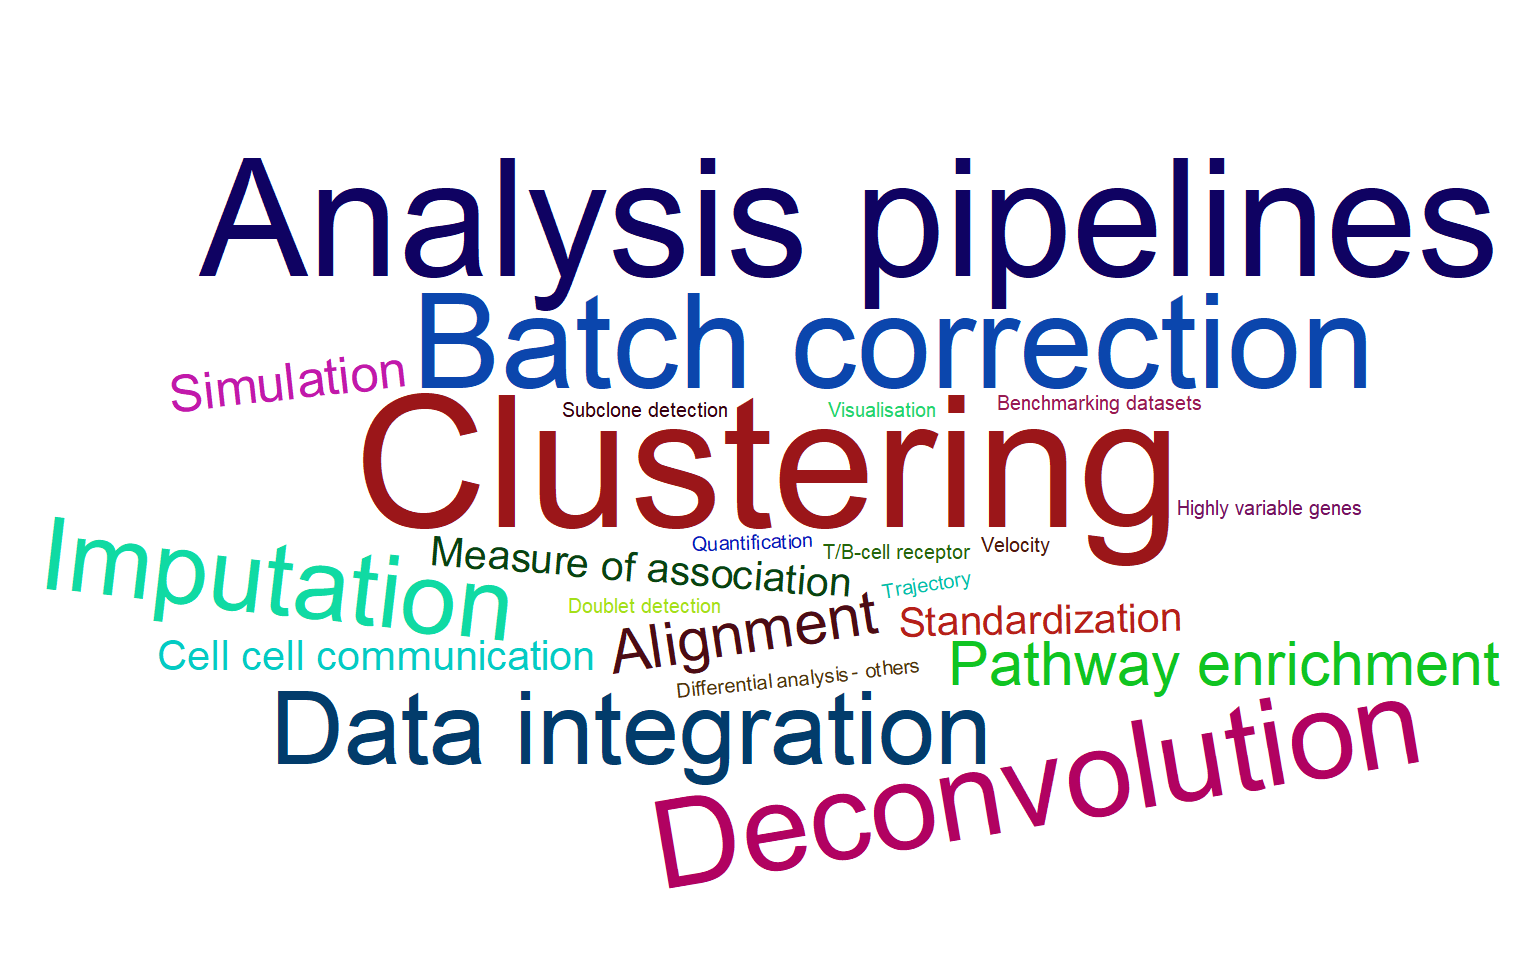 Analysis pipelines
Batch correction
Simulation
Subclone detection
Visualisation
Benchmarking datasets
Clustering
Highly variable genes
Imputation
Measure of association
Quantification
T/B-cell receptor
Velocity
Trajectory
Doublet detection
Alignment
Standardization
Cell cell communication
Pathway enrichment
Differential analysis - others
Data integration
Deconvolution